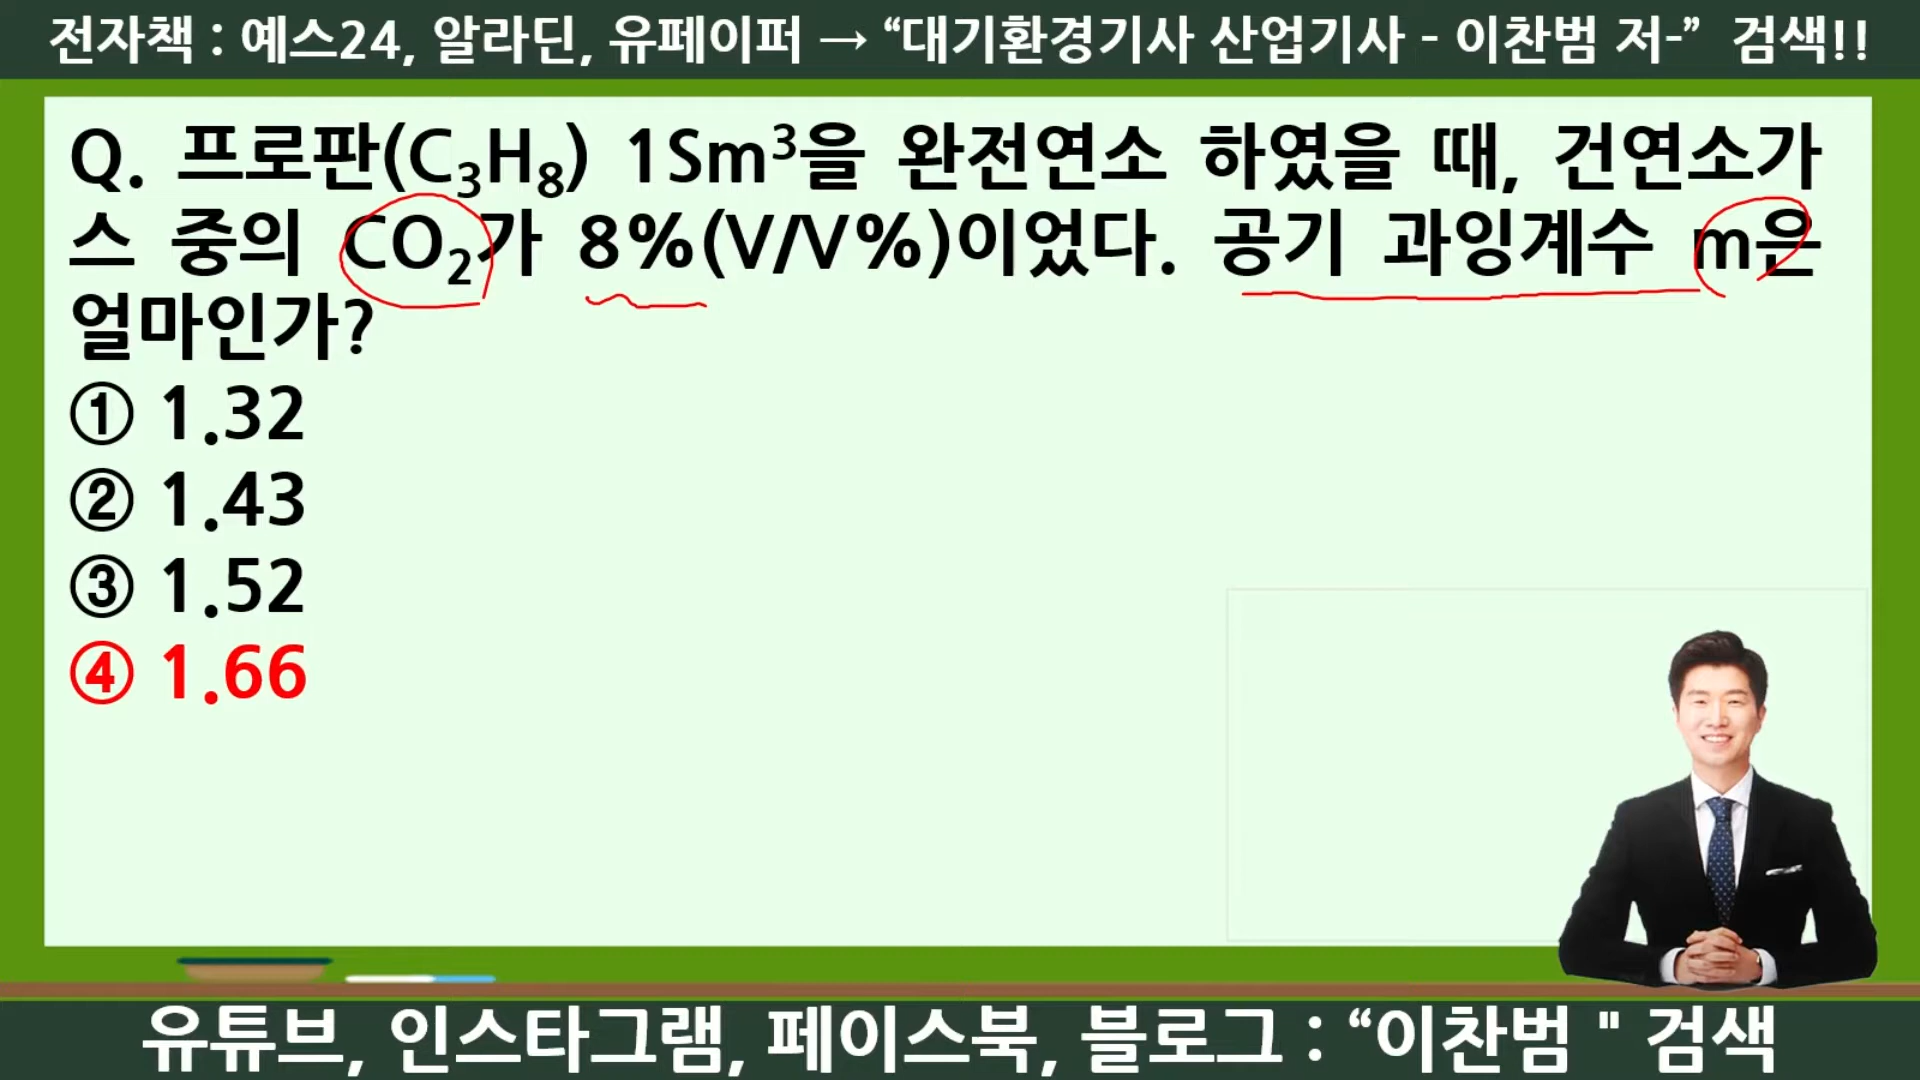 전자책 : 예스24, 알라딘, 유페이퍼 → “대기환경기사 산업기사 - 이찬범 저-” 검색!!
Q. 프로판(C₃H₈) 1Sm³을 완전연소 하였을 때, 건연소가
스 중의 CO₂가 8%(V/V%)이었다. 공기 과잉계수 m은
얼마인가?
① 1.32
② 1.43
③ 1.52
④ 1.66
유튜브, 인스타그램, 페이스북, 블로그 : “이찬범 " 검색